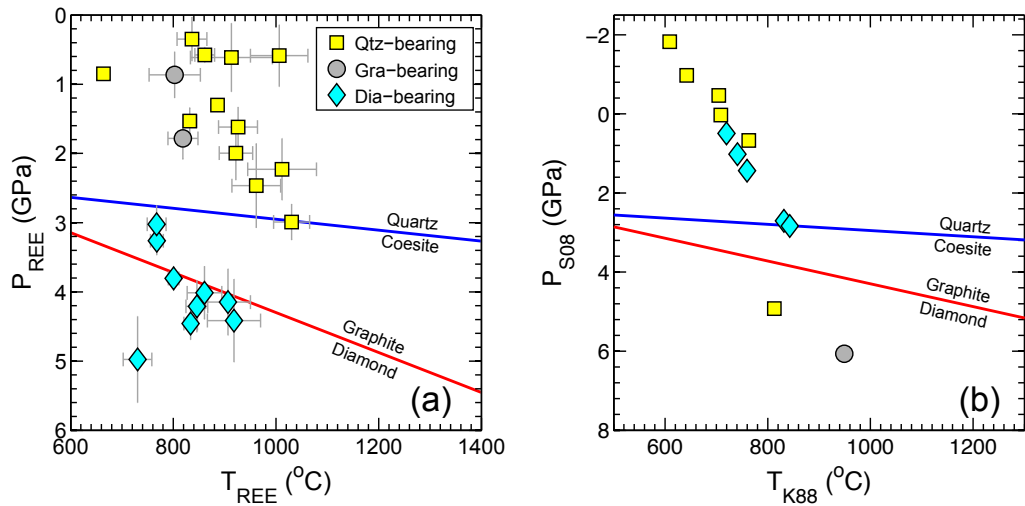 0
1
2
3
4
5
6
P_REE (GPa)
Qtz−bearing
Gra−bearing
Dia−bearing
Quartz
Coesite
Graphite
Diamond
(a)
600 800 1000 1200 1400
T_REE (°C)
−2
0
2
4
6
8
P_S08 (GPa)
Quartz
Coesite
Graphite
Diamond
(b)
600 800 1000 1200
T_K88 (°C)